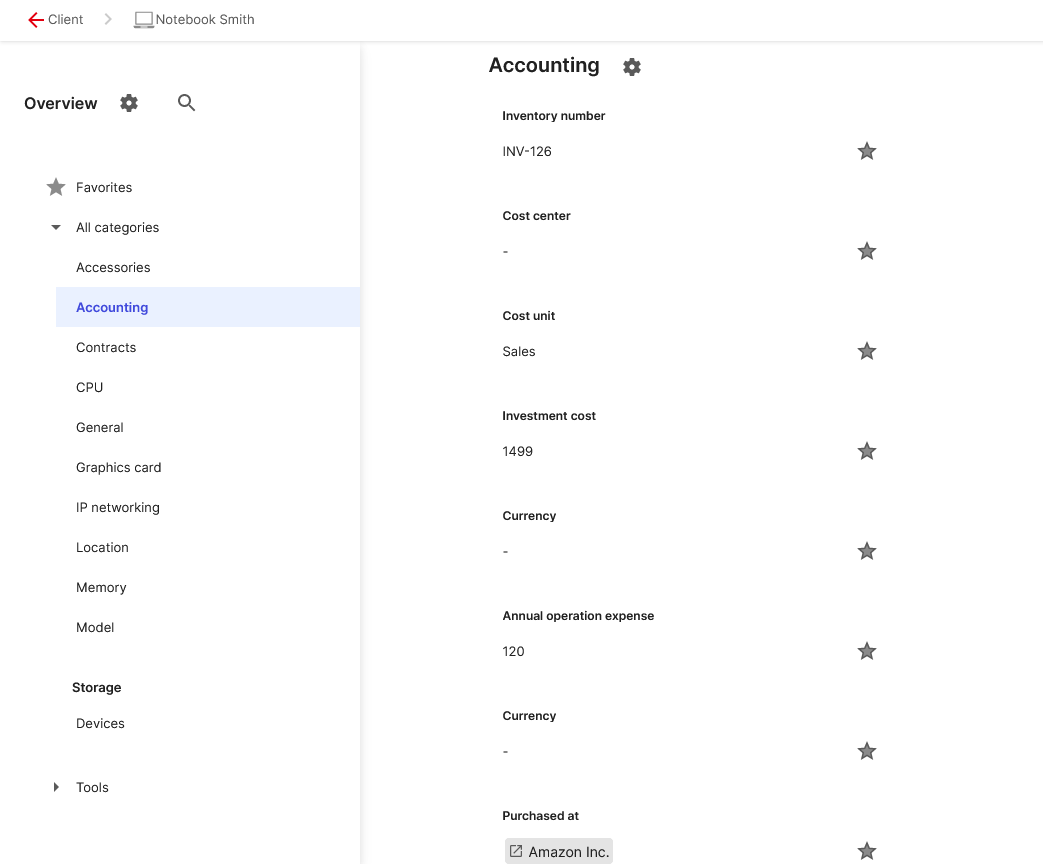 Client
Notebook Smith
Overview
Favorites
All categories
Accessories
Accounting
Contracts
CPU
General
Graphics card
IP networking
Location
Memory
Model
Storage
Devices
Tools
Accounting
Inventory number
INV-126
Cost center
-
Cost unit
Sales
Investment cost
1499
Currency
-
Annual operation expense
120
Currency
-
Purchased at
Amazon Inc.